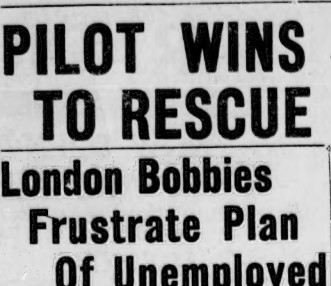 PILOT WINS
TO RESCUE
London Bobbies
Frustrate Plan
Of Unemployed